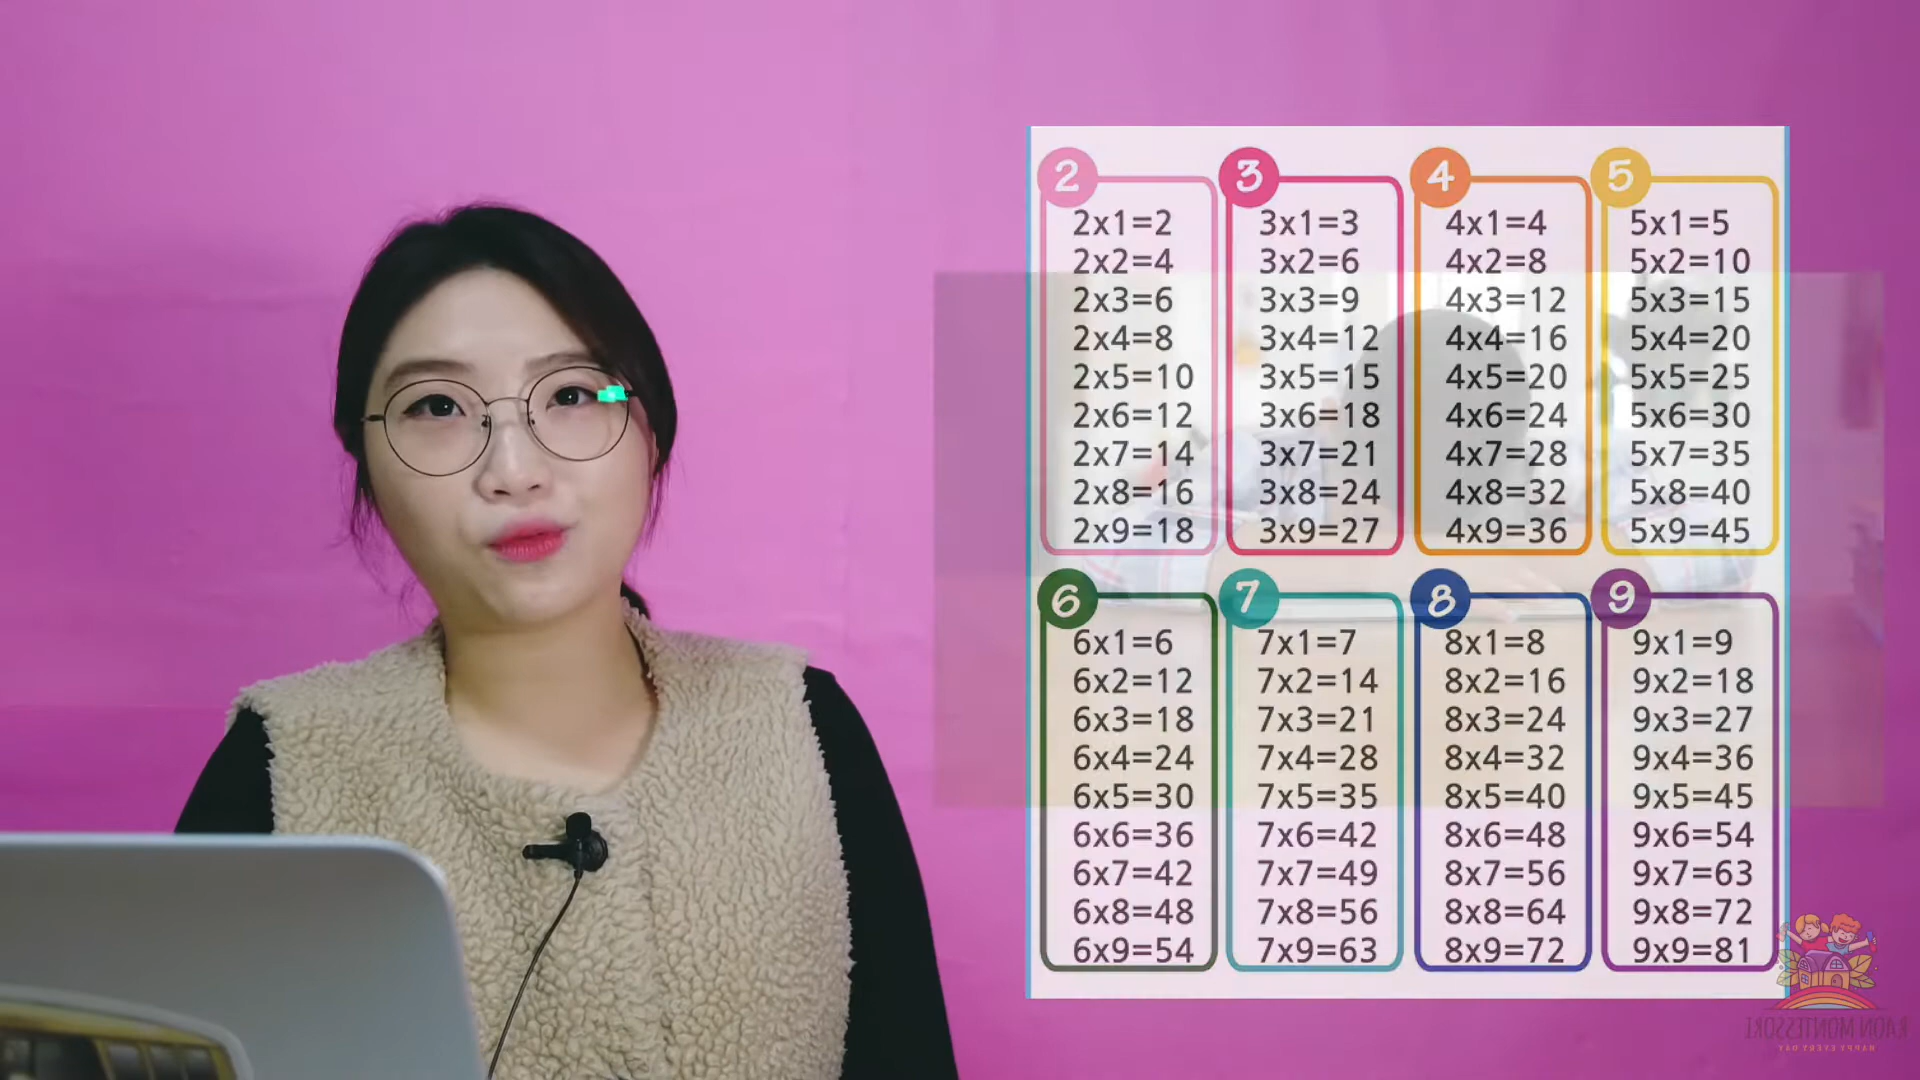 2
2x1=2
2x2=4
2x3=6
2x4=8
2x5=10
2x6=12
2x7=14
2x8=16
2x9=18
3
3x1=3
3x2=6
3x3=9
3x4=12
3x5=15
3x6=18
3x7=21
3x8=24
3x9=27
4
4x1=4
4x2=8
4x3=12
4x4=16
4x5=20
4x6=24
4x7=28
4x8=32
4x9=36
5
5x1=5
5x2=10
5x3=15
5x4=20
5x5=25
5x6=30
5x7=35
5x8=40
5x9=45
6
6x1=6
6x2=12
6x3=18
6x4=24
6x5=30
6x6=36
6x7=42
6x8=48
6x9=54
7
7x1=7
7x2=14
7x3=21
7x4=28
7x5=35
7x6=42
7x7=49
7x8=56
7x9=63
8
8x1=8
8x2=16
8x3=24
8x4=32
8x5=40
8x6=48
8x7=56
8x8=64
8x9=72
9
9x1=9
9x2=18
9x3=27
9x4=36
9x5=45
9x6=54
9x7=63
9x8=72
9x9=81
RAON MONTESSORI
HAPPY EVERY DAY